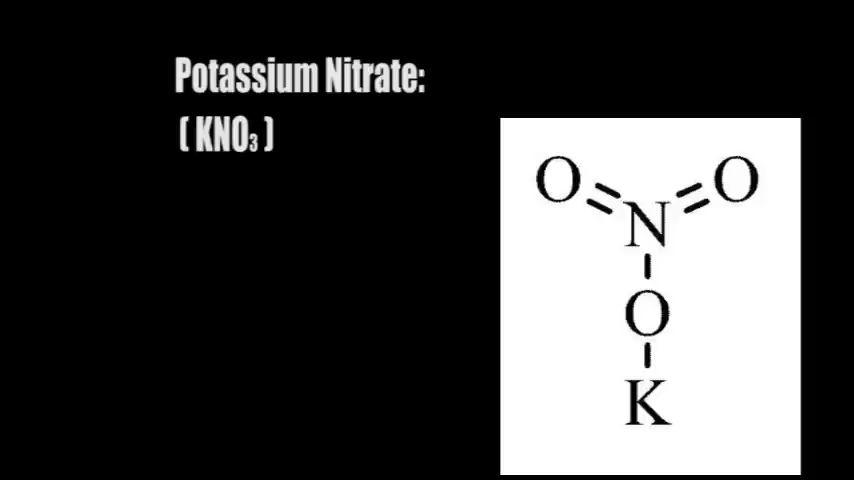 Potassium Nitrate:
( KNO₃ )
O O
N
O
K